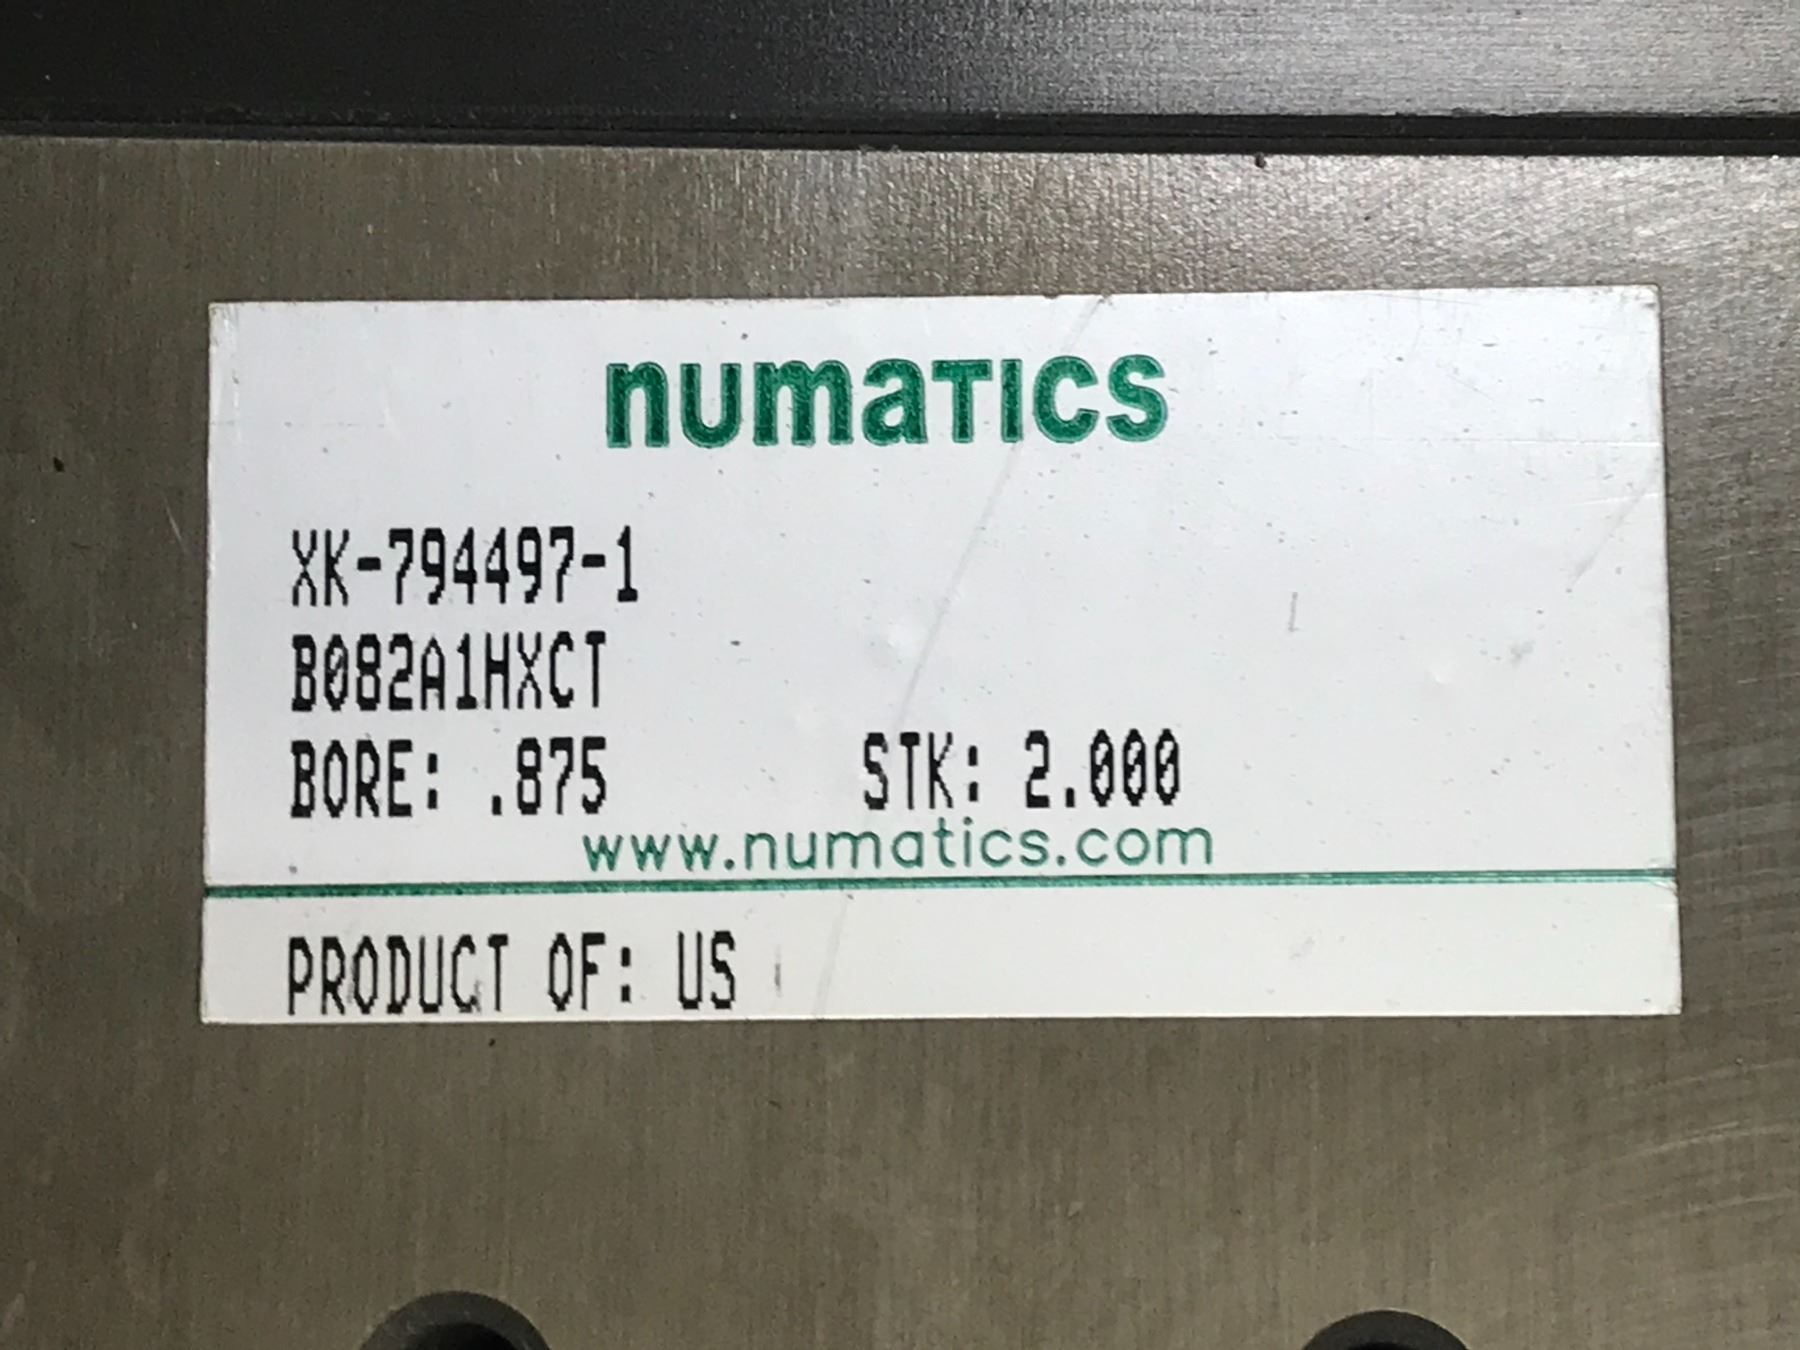 numatics
XK-794497-1
B082A1HXCT
BORE: .875 STK: 2.000
www.numatics.com
PRODUCT OF: US